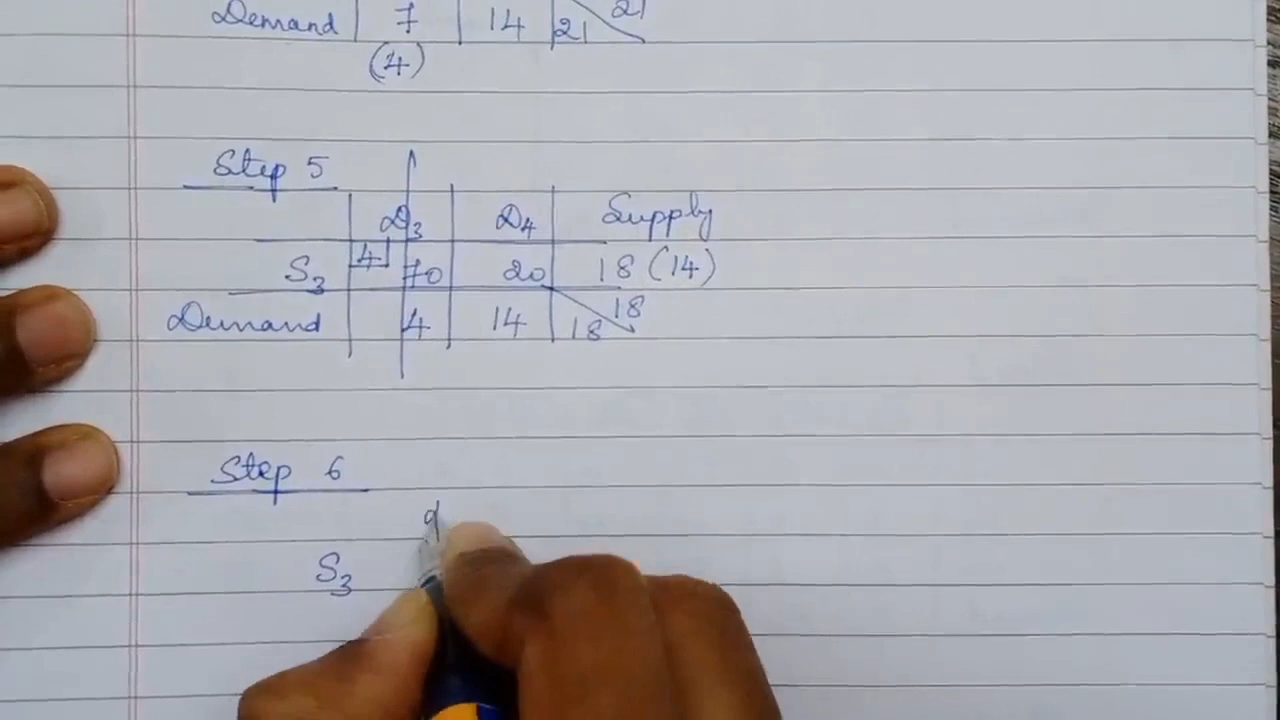 Demand 7 14 21 21
(4)
Step 5
D3 D4 Supply
S3 4 70 20 18 (14)
Demand 4 14 18 18
Step 6
S3